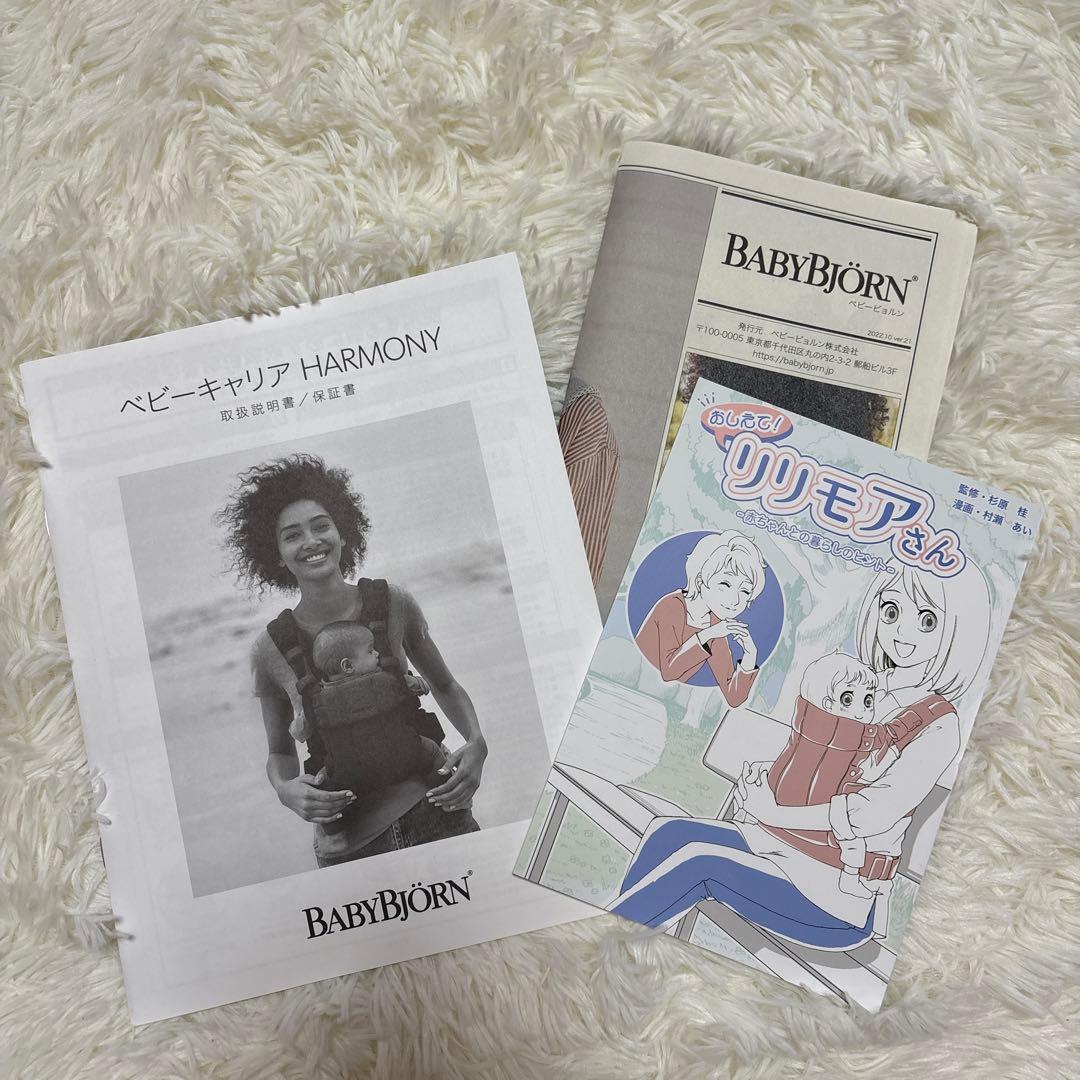 ベビーキャリア HARMONY
取扱説明書／保証書
BABYBJÖRN®
BABYBJÖRN®
ベビービョルン
2022.10 ver.21
発行元 ベビービョルン株式会社
〒100-0005 東京都千代田区丸の内2-3-2 郵船ビル3F
https://babybjorn.jp
おしえて!
リリモアさん
-赤ちゃんとの暮らしのヒント-
監修・杉原 桂
漫画・村瀬 あい